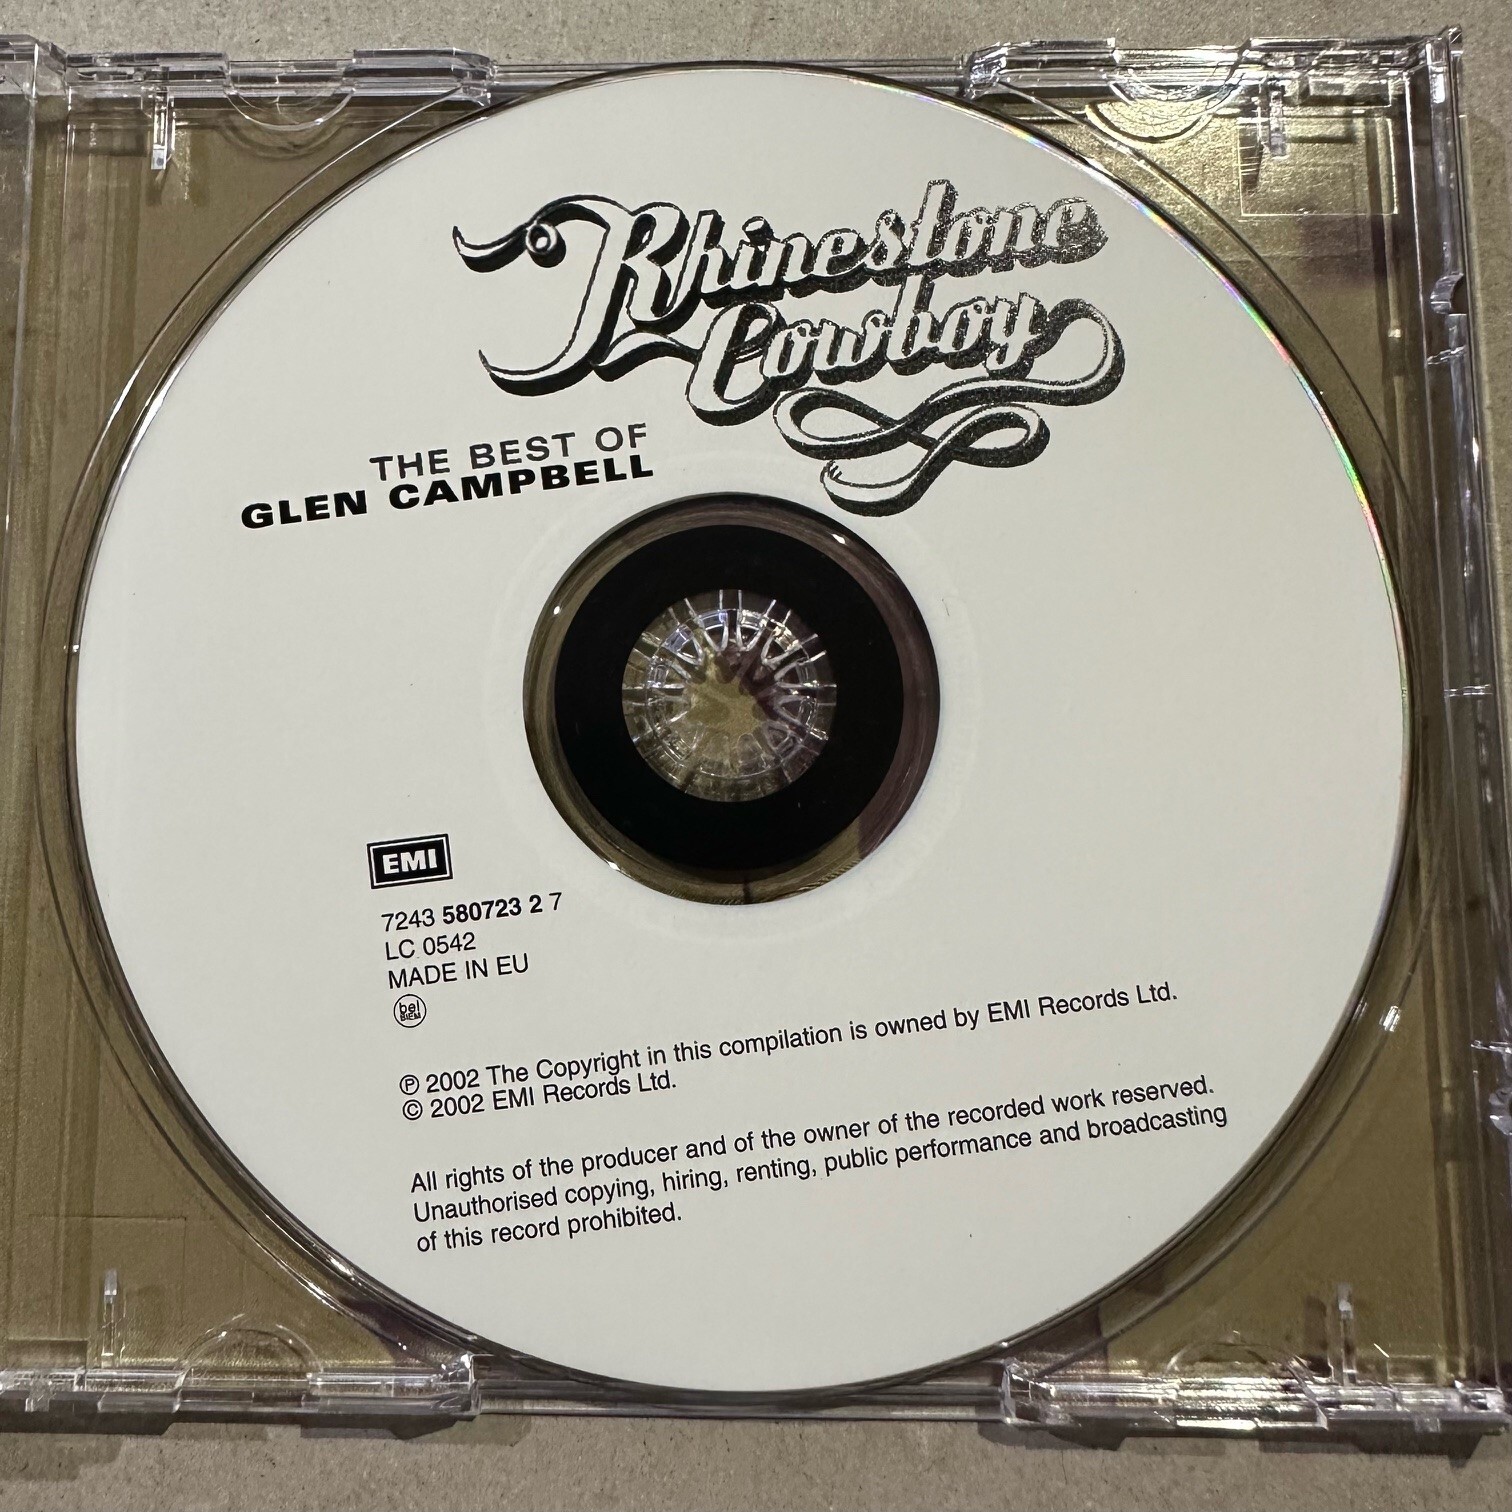 Rhinestone
Cowboy
THE BEST OF
GLEN CAMPBELL
EMI
7243 580723 2 7
LC 0542
MADE IN EU
bel
BIEM
℗ 2002 The Copyright in this compilation is owned by EMI Records Ltd.
© 2002 EMI Records Ltd.
All rights of the producer and of the owner of the recorded work reserved.
Unauthorised copying, hiring, renting, public performance and broadcasting
of this record prohibited.